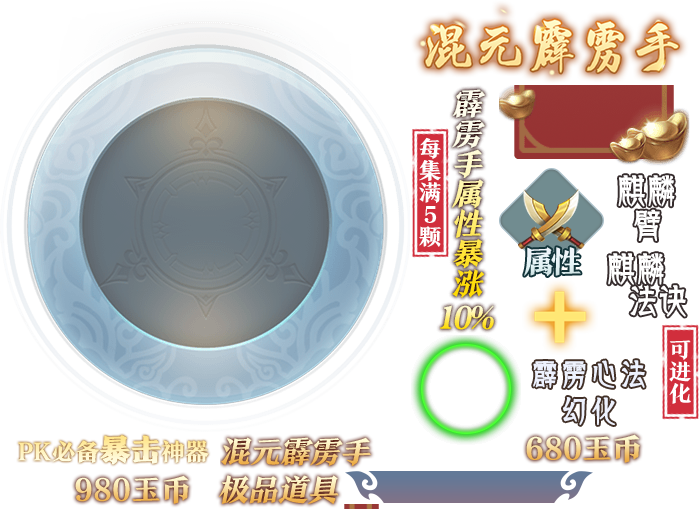 混元霹雳手
每集满5颗
霹雳手属性暴涨10%
属性
麒麟臂
麒麟法诀
可进化
霹雳心法
幻化
680玉币
PK必备暴击神器
980玉币
混元霹雳手
极品道具